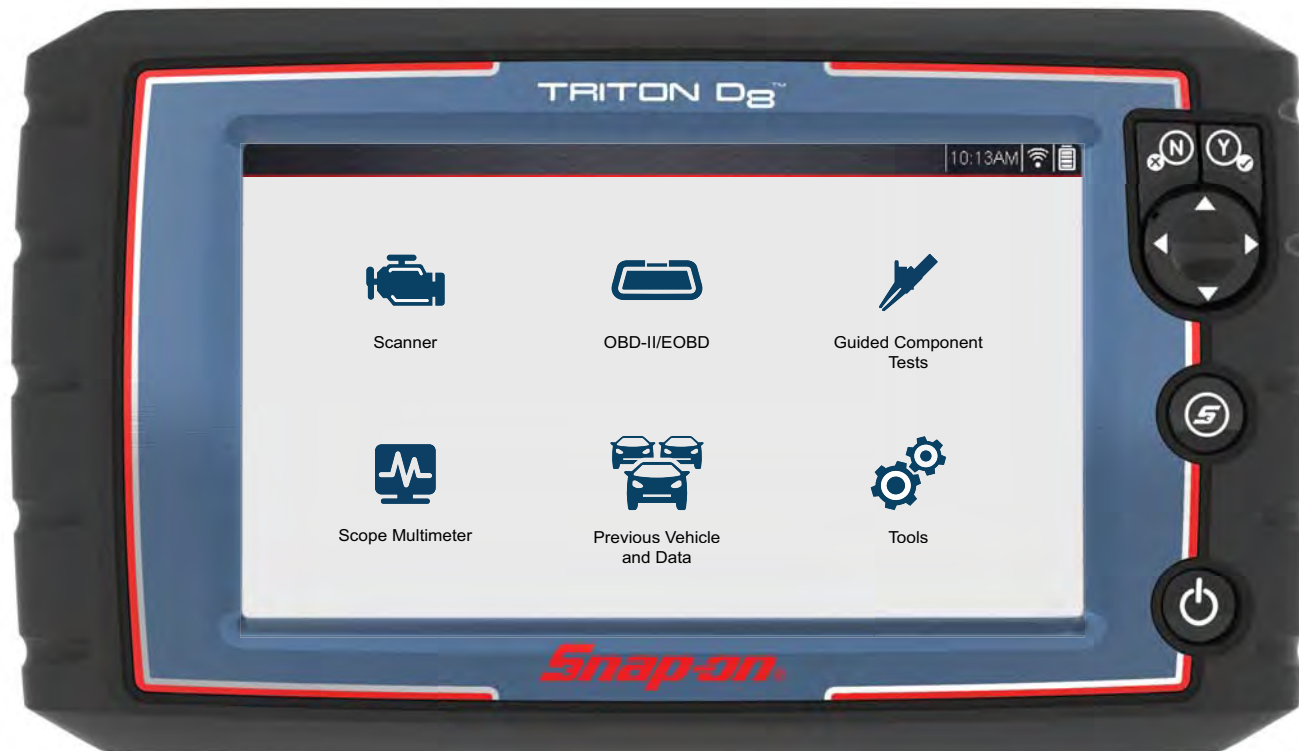 TRITON D8™
10:13AM
N
Y
Scanner
OBD-II/EOBD
Guided Component
Tests
Scope Multimeter
Previous Vehicle
and Data
Tools
S
Snap-on®